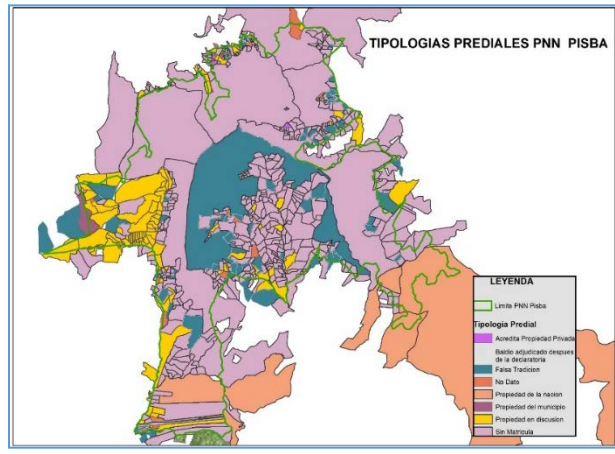 TIPOLOGIAS PREDIALES PNN PISBA
LEYENDA
Limite PNN Pisba
Tipología Predial
Acredita Propiedad Privada
Baldio adjudicado despues
de la declaratoria
Falsa Tradicion
No Data
Propiedad de la nacion
Propiedad del municipio
Propiedad en discusion
Sin Matricula